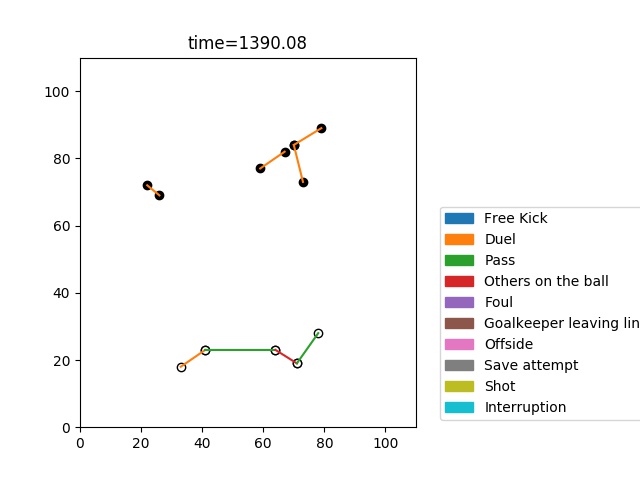 time=1390.08
100
80
60
40
20
0
0 20 40 60 80 100
Free Kick
Duel
Pass
Others on the ball
Foul
Goalkeeper leaving lin
Offside
Save attempt
Shot
Interruption